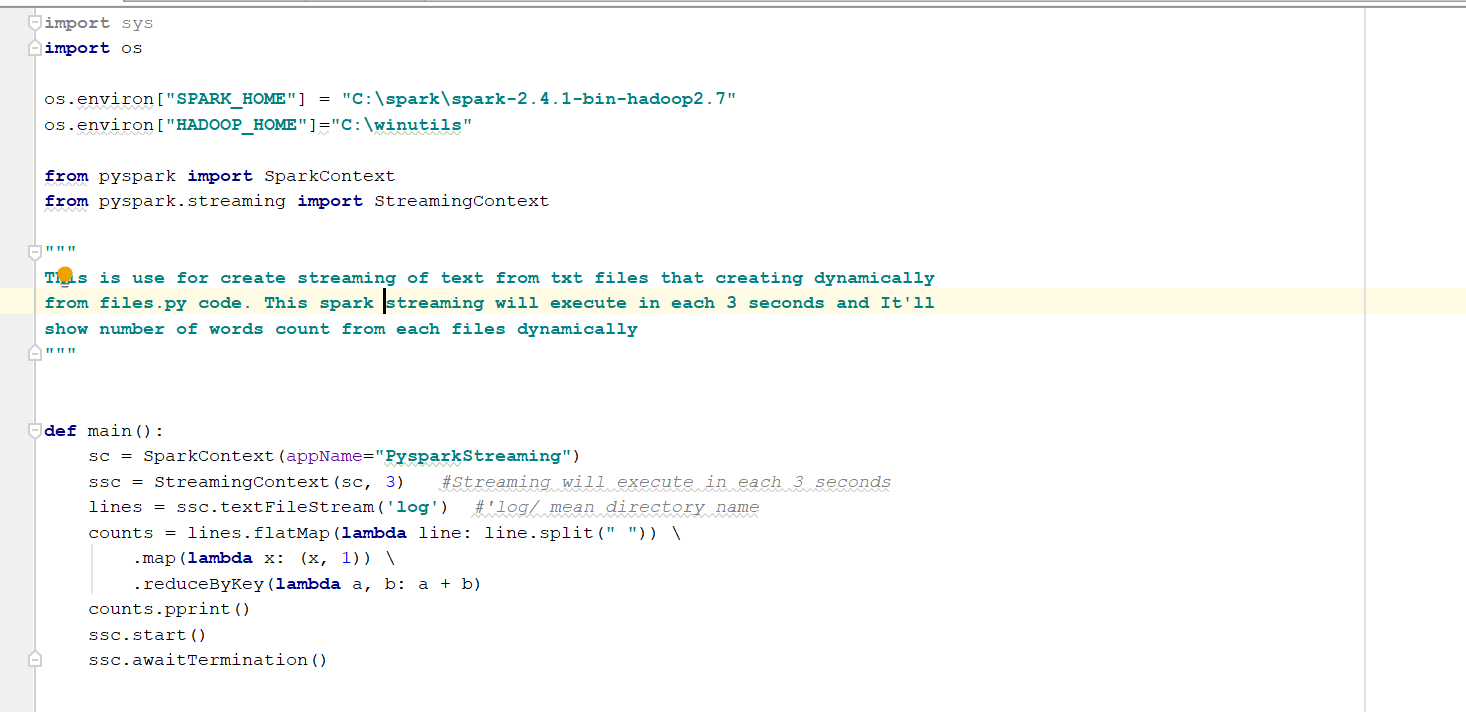 import sys
import os
os.environ["SPARK_HOME"] = "C:\spark\spark-2.4.1-bin-hadoop2.7"
os.environ["HADOOP_HOME"]="C:\winutils"
from pyspark import SparkContext
from pyspark.streaming import StreamingContext
"""
This is use for create streaming of text from txt files that creating dynamically
from files.py code. This spark streaming will execute in each 3 seconds and It'll
show number of words count from each files dynamically
"""
def main():
    sc = SparkContext(appName="PysparkStreaming")
    ssc = StreamingContext(sc, 3)   #Streaming will execute in each 3 seconds
    lines = ssc.textFileStream('log')  #'log/ mean directory name
    counts = lines.flatMap(lambda line: line.split(" ")) \
        .map(lambda x: (x, 1)) \
        .reduceByKey(lambda a, b: a + b)
    counts.pprint()
    ssc.start()
    ssc.awaitTermination()